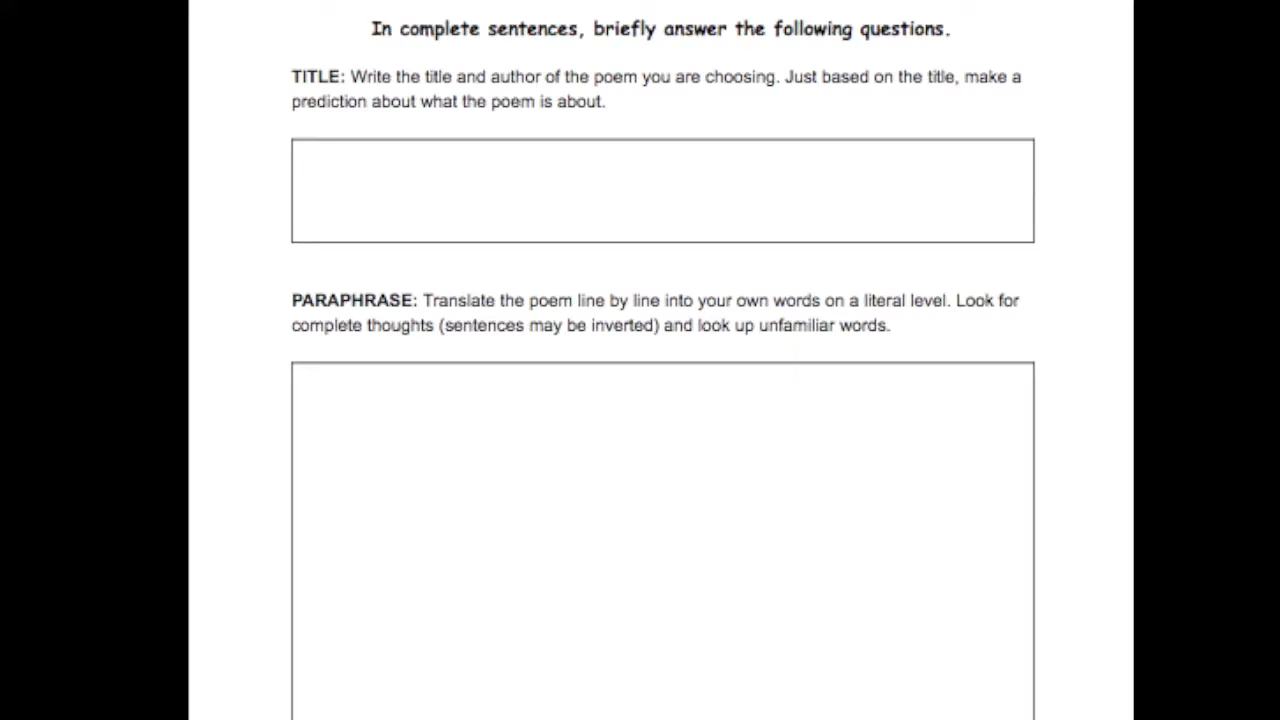 In complete sentences, briefly answer the following questions.
TITLE: Write the title and author of the poem you are choosing. Just based on the title, make a
prediction about what the poem is about.
PARAPHRASE: Translate the poem line by line into your own words on a literal level. Look for
complete thoughts (sentences may be inverted) and look up unfamiliar words.